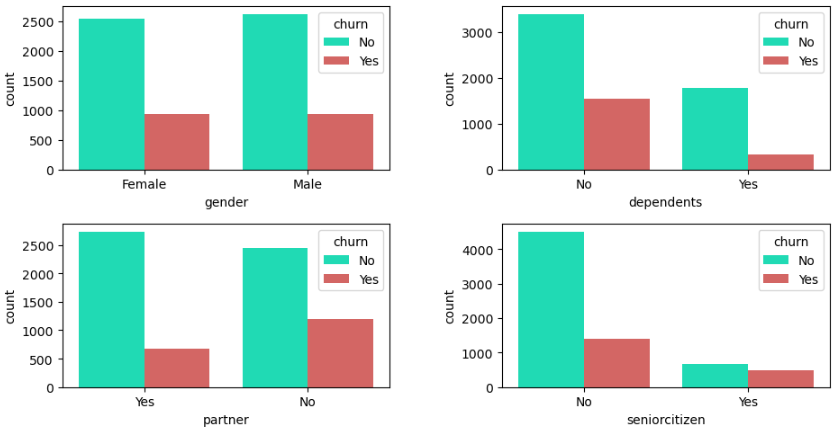 churn
No
Yes
2500
2000
1500
1000
500
0
count
Female Male
gender
churn
No
Yes
3000
2000
1000
0
count
No Yes
dependents
churn
No
Yes
2500
2000
1500
1000
500
0
count
Yes No
partner
churn
No
Yes
4000
3000
2000
1000
0
count
No Yes
seniorcitizen